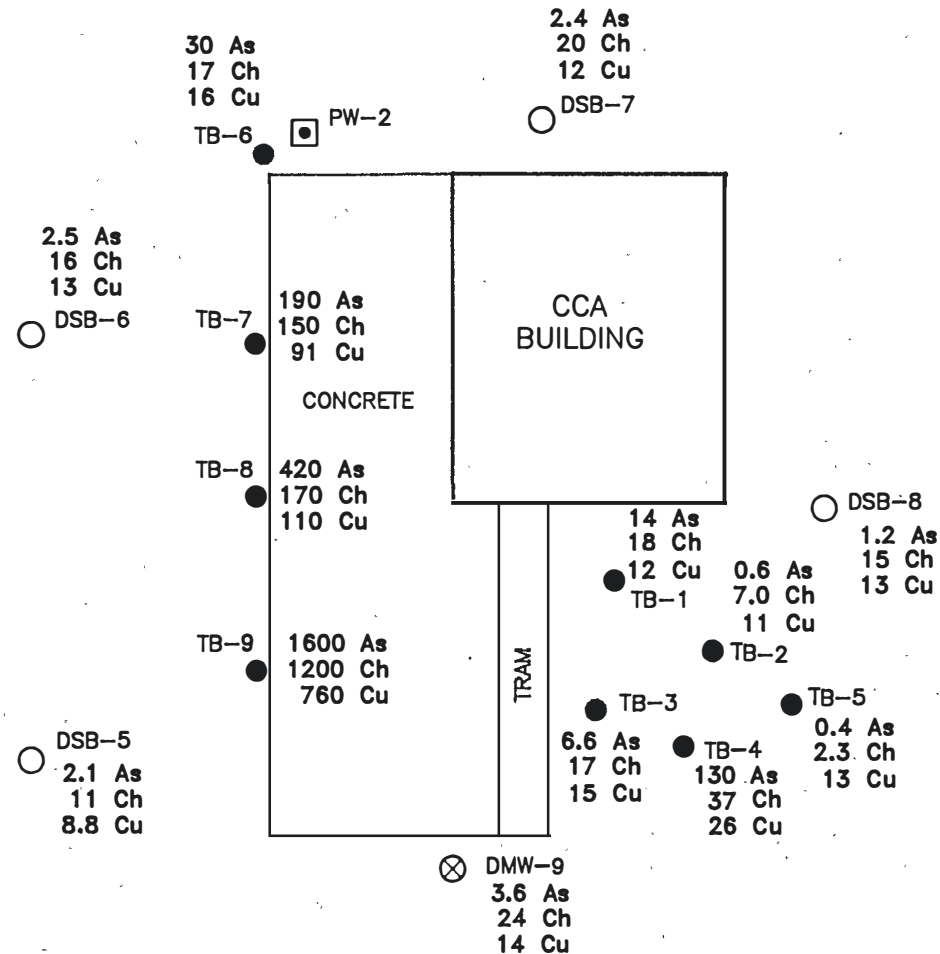 2.4 As
20 Ch
12 Cu
DSB-7
30 As
17 Ch
16 Cu
TB-6
PW-2
2.5 As
16 Ch
13 Cu
DSB-6
TB-7
190 As
150 Ch
91 Cu
CCA
BUILDING
CONCRETE
TB-8
420 As
170 Ch
110 Cu
DSB-8
1.2 As
15 Ch
13 Cu
14 As
18 Ch
12 Cu
TB-1
0.6 As
7.0 Ch
11 Cu
TB-2
TB-9
1600 As
1200 Ch
760 Cu
TRAM
TB-3
6.6 As
17 Ch
15 Cu
TB-4
130 As
37 Ch
26 Cu
TB-5
0.4 As
2.3 Ch
13 Cu
DSB-5
2.1 As
11 Ch
8.8 Cu
DMW-9
3.6 As
24 Ch
14 Cu